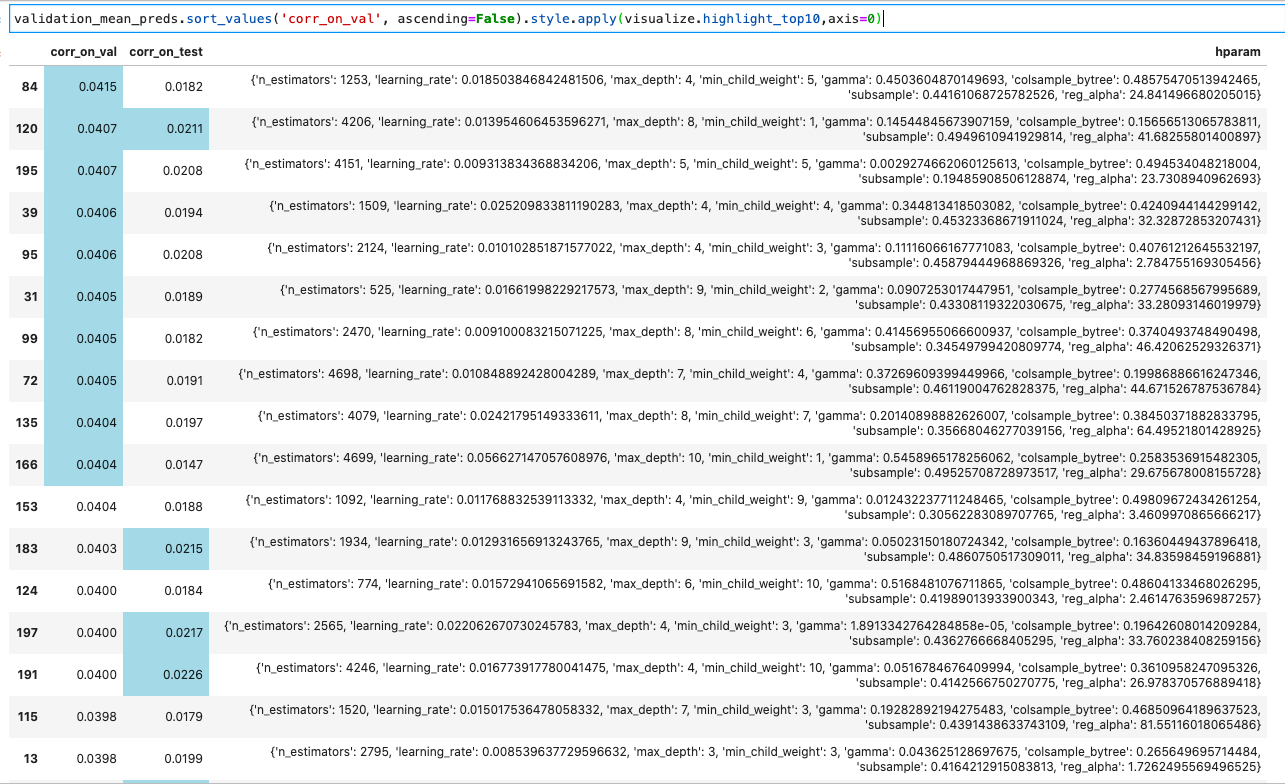 validation_mean_preds.sort_values('corr_on_val', ascending=False).style.apply(visualize.highlight_top10,axis=0)
corr_on_val corr_on_test hparam
84 0.0415 0.0182 {'n_estimators': 1253, 'learning_rate': 0.018503846842481506, 'max_depth': 4, 'min_child_weight': 5, 'gamma': 0.4503604870149693, 'colsample_bytree': 0.48575470513942465,
'subsample': 0.44161068725782526, 'reg_alpha': 24.841496680205015}
120 0.0407 0.0211 {'n_estimators': 4206, 'learning_rate': 0.013954606453596271, 'max_depth': 8, 'min_child_weight': 1, 'gamma': 0.14544845673907159, 'colsample_bytree': 0.15656513065783811,
'subsample': 0.4949610941929814, 'reg_alpha': 41.68255801400897}
195 0.0407 0.0208 {'n_estimators': 4151, 'learning_rate': 0.009313834368334206, 'max_depth': 5, 'min_child_weight': 5, 'gamma': 0.0029274662060125613, 'colsample_bytree': 0.494534048218004,
'subsample': 0.19485908506128874, 'reg_alpha': 23.7308940962693}
39 0.0406 0.0194 {'n_estimators': 1509, 'learning_rate': 0.025209833811190283, 'max_depth': 4, 'min_child_weight': 4, 'gamma': 0.344813418503082, 'colsample_bytree': 0.4240944144299142,
'subsample': 0.45323368671911024, 'reg_alpha': 32.32872853207431}
95 0.0406 0.0208 {'n_estimators': 2124, 'learning_rate': 0.010102851871577022, 'max_depth': 4, 'min_child_weight': 3, 'gamma': 0.11116066167771083, 'colsample_bytree': 0.40761212645532197,
'subsample': 0.45879444968869326, 'reg_alpha': 2.784755169305456}
31 0.0405 0.0189 {'n_estimators': 525, 'learning_rate': 0.01661998229217573, 'max_depth': 9, 'min_child_weight': 2, 'gamma': 0.0907253017447951, 'colsample_bytree': 0.2774568567995689,
'subsample': 0.43308119322030675, 'reg_alpha': 33.28093146019979}
99 0.0405 0.0182 {'n_estimators': 2470, 'learning_rate': 0.009100083215071225, 'max_depth': 8, 'min_child_weight': 6, 'gamma': 0.41456955066600937, 'colsample_bytree': 0.3740493748490498,
'subsample': 0.34549799420809774, 'reg_alpha': 46.42062529326371}
72 0.0405 0.0191 {'n_estimators': 4698, 'learning_rate': 0.010848892428004289, 'max_depth': 7, 'min_child_weight': 4, 'gamma': 0.37269609399449966, 'colsample_bytree': 0.19986886616247346,
'subsample': 0.46119004762828375, 'reg_alpha': 44.671526787536784}
135 0.0404 0.0197 {'n_estimators': 4079, 'learning_rate': 0.02421795149333611, 'max_depth': 8, 'min_child_weight': 7, 'gamma': 0.20140898882626007, 'colsample_bytree': 0.38450371882833795,
'subsample': 0.35668046277039156, 'reg_alpha': 64.49521801428925}
166 0.0404 0.0147 {'n_estimators': 4699, 'learning_rate': 0.056627147057608976, 'max_depth': 10, 'min_child_weight': 1, 'gamma': 0.5458965178256062, 'colsample_bytree': 0.2583536915482305,
'subsample': 0.49525708728973517, 'reg_alpha': 29.675678008155728}
153 0.0404 0.0188 {'n_estimators': 1092, 'learning_rate': 0.011768832539113332, 'max_depth': 4, 'min_child_weight': 9, 'gamma': 0.012432237711248465, 'colsample_bytree': 0.49809672434261254,
'subsample': 0.30562283089707765, 'reg_alpha': 3.4609970865666217}
183 0.0403 0.0215 {'n_estimators': 1934, 'learning_rate': 0.012931656913243765, 'max_depth': 9, 'min_child_weight': 3, 'gamma': 0.05023150180724342, 'colsample_bytree': 0.16360449437896418,
'subsample': 0.4860750517309011, 'reg_alpha': 34.83598459196881}
124 0.0400 0.0184 {'n_estimators': 774, 'learning_rate': 0.01572941065691582, 'max_depth': 6, 'min_child_weight': 10, 'gamma': 0.5168481076711865, 'colsample_bytree': 0.48604133468026295,
'subsample': 0.41989013933900343, 'reg_alpha': 2.4614763596987257}
197 0.0400 0.0217 {'n_estimators': 2565, 'learning_rate': 0.022062670730245783, 'max_depth': 4, 'min_child_weight': 3, 'gamma': 1.8913342764284858e-05, 'colsample_bytree': 0.19642608014209284,
'subsample': 0.4362766668405295, 'reg_alpha': 33.760238408259156}
191 0.0400 0.0226 {'n_estimators': 4246, 'learning_rate': 0.016773917780041475, 'max_depth': 4, 'min_child_weight': 10, 'gamma': 0.0516784676409994, 'colsample_bytree': 0.3610958247095326,
'subsample': 0.4142566750270775, 'reg_alpha': 26.978370576889418}
115 0.0398 0.0179 {'n_estimators': 1520, 'learning_rate': 0.015017536478058332, 'max_depth': 7, 'min_child_weight': 3, 'gamma': 0.19282892194275483, 'colsample_bytree': 0.46850964189637523,
'subsample': 0.4391438633743109, 'reg_alpha': 81.55116018065486}
13 0.0398 0.0199 {'n_estimators': 2795, 'learning_rate': 0.008539637729596632, 'max_depth': 3, 'min_child_weight': 3, 'gamma': 0.043625128697675, 'colsample_bytree': 0.265649695714484,
'subsample': 0.4164212915083813, 'reg_alpha': 1.7262495569496525}